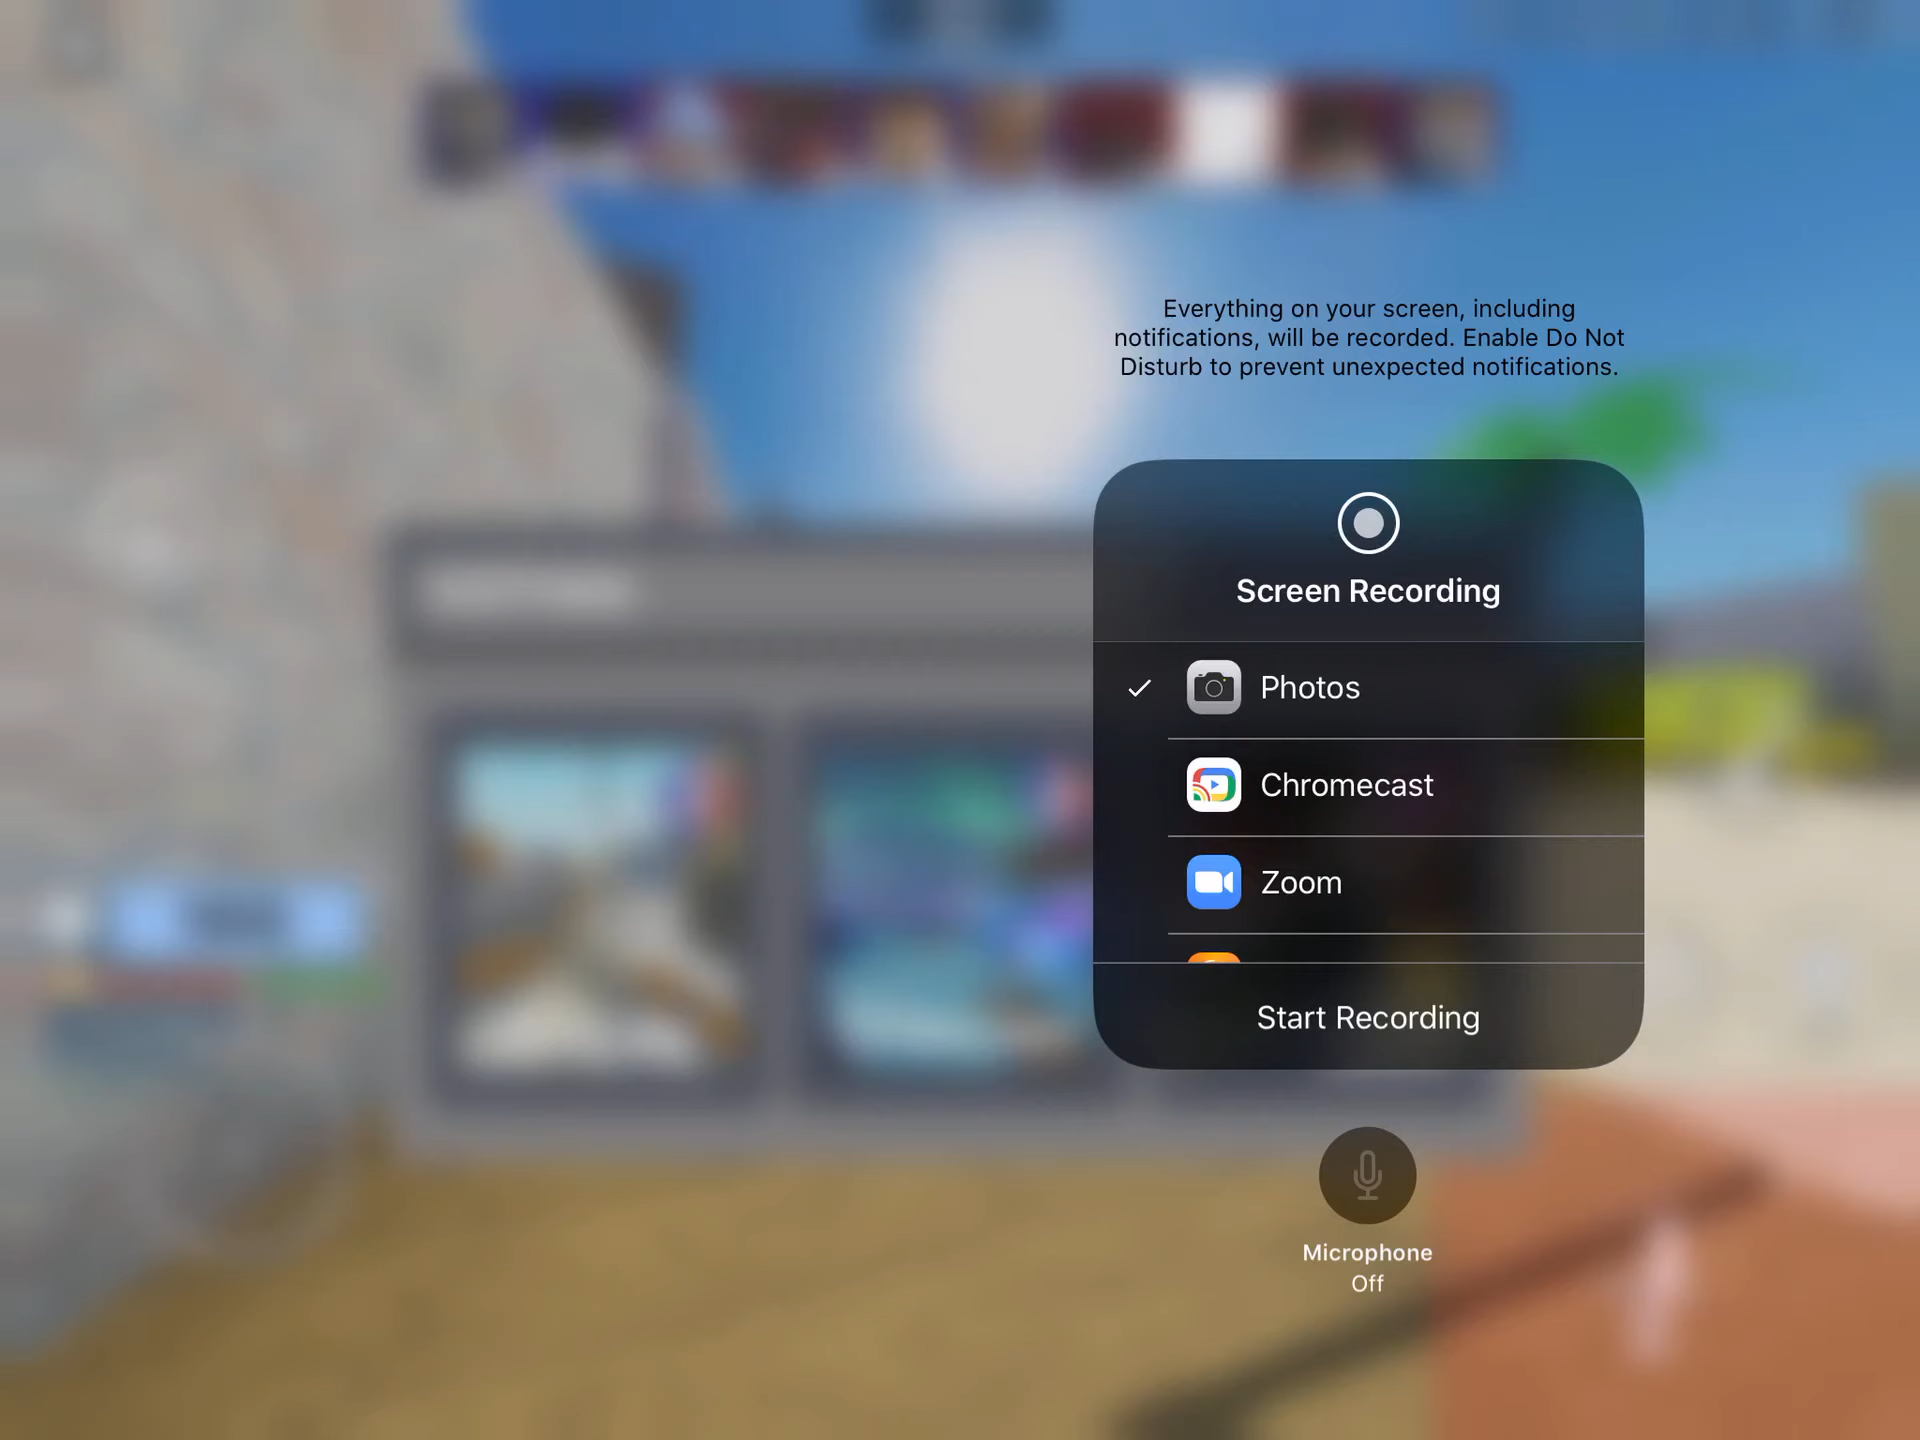 Everything on your screen, including
notifications, will be recorded. Enable Do Not
Disturb to prevent unexpected notifications.
Screen Recording
Photos
Chromecast
Zoom
Start Recording
Microphone
Off